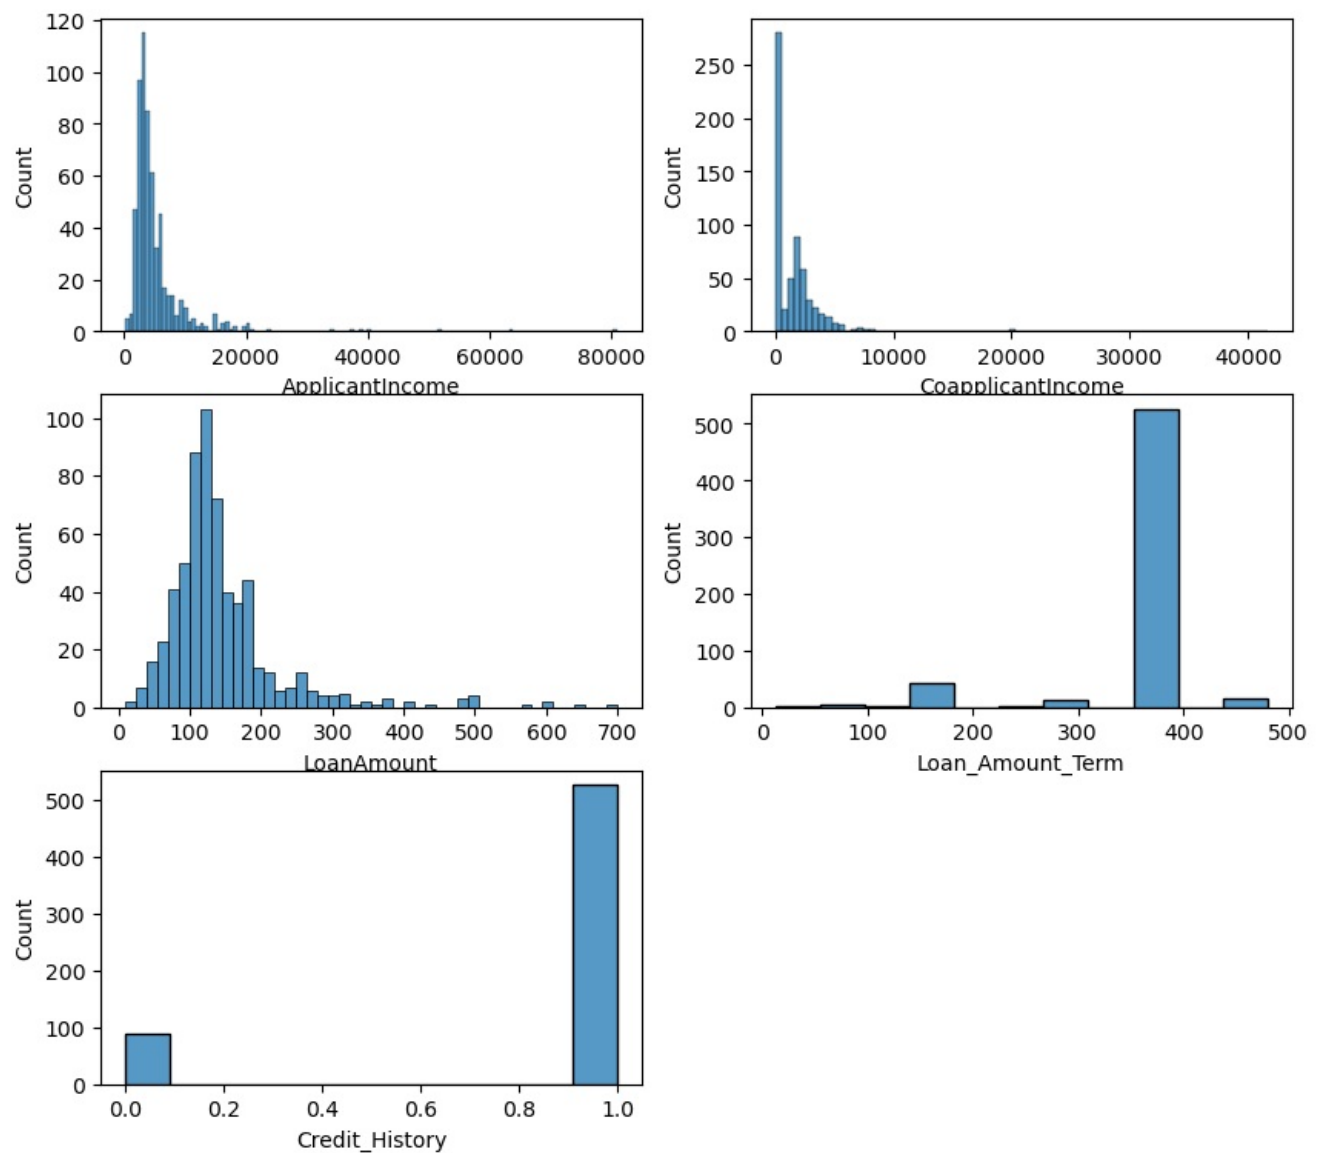 120
100
80
60
40
20
0
Count
0 20000 40000 60000 80000
ApplicantIncome
250
200
150
100
50
0
Count
0 10000 20000 30000 40000
CoapplicantIncome
100
80
60
40
20
0
Count
0 100 200 300 400 500 600 700
LoanAmount
500
400
300
200
100
0
Count
0 100 200 300 400 500
Loan_Amount_Term
500
400
300
200
100
0
Count
0.0 0.2 0.4 0.6 0.8 1.0
Credit_History